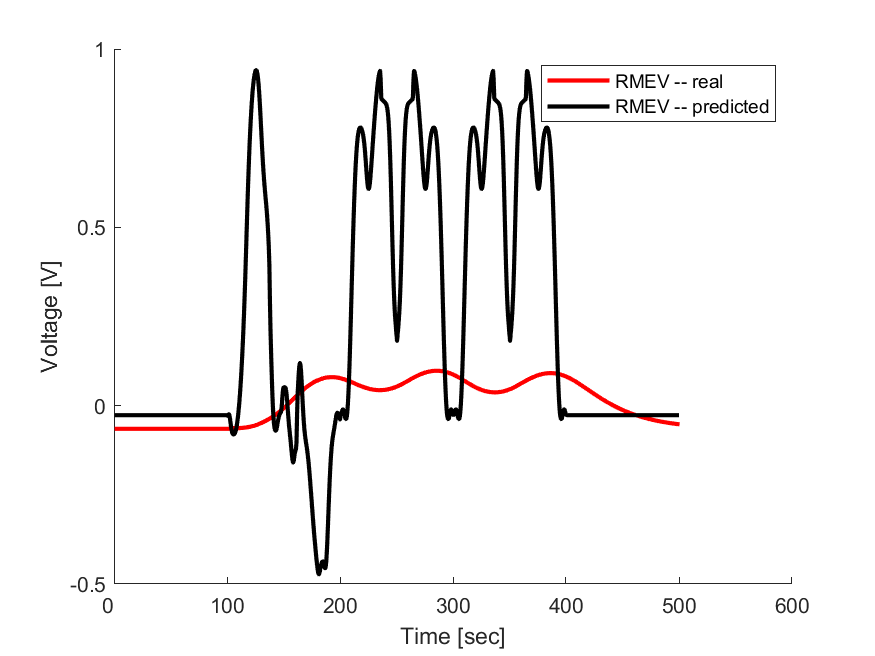 1
RMEV -- real
RMEV -- predicted
0.5
Voltage [V]
0
-0.5
0 100 200 300 400 500 600
Time [sec]